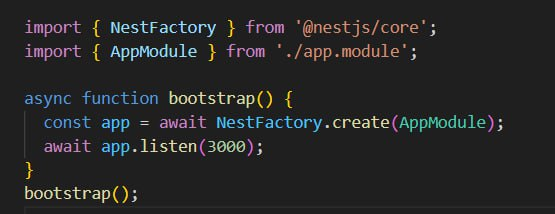 import { NestFactory } from '@nestjs/core';
import { AppModule } from './app.module';

async function bootstrap() {
  const app = await NestFactory.create(AppModule);
  await app.listen(3000);
}
bootstrap();